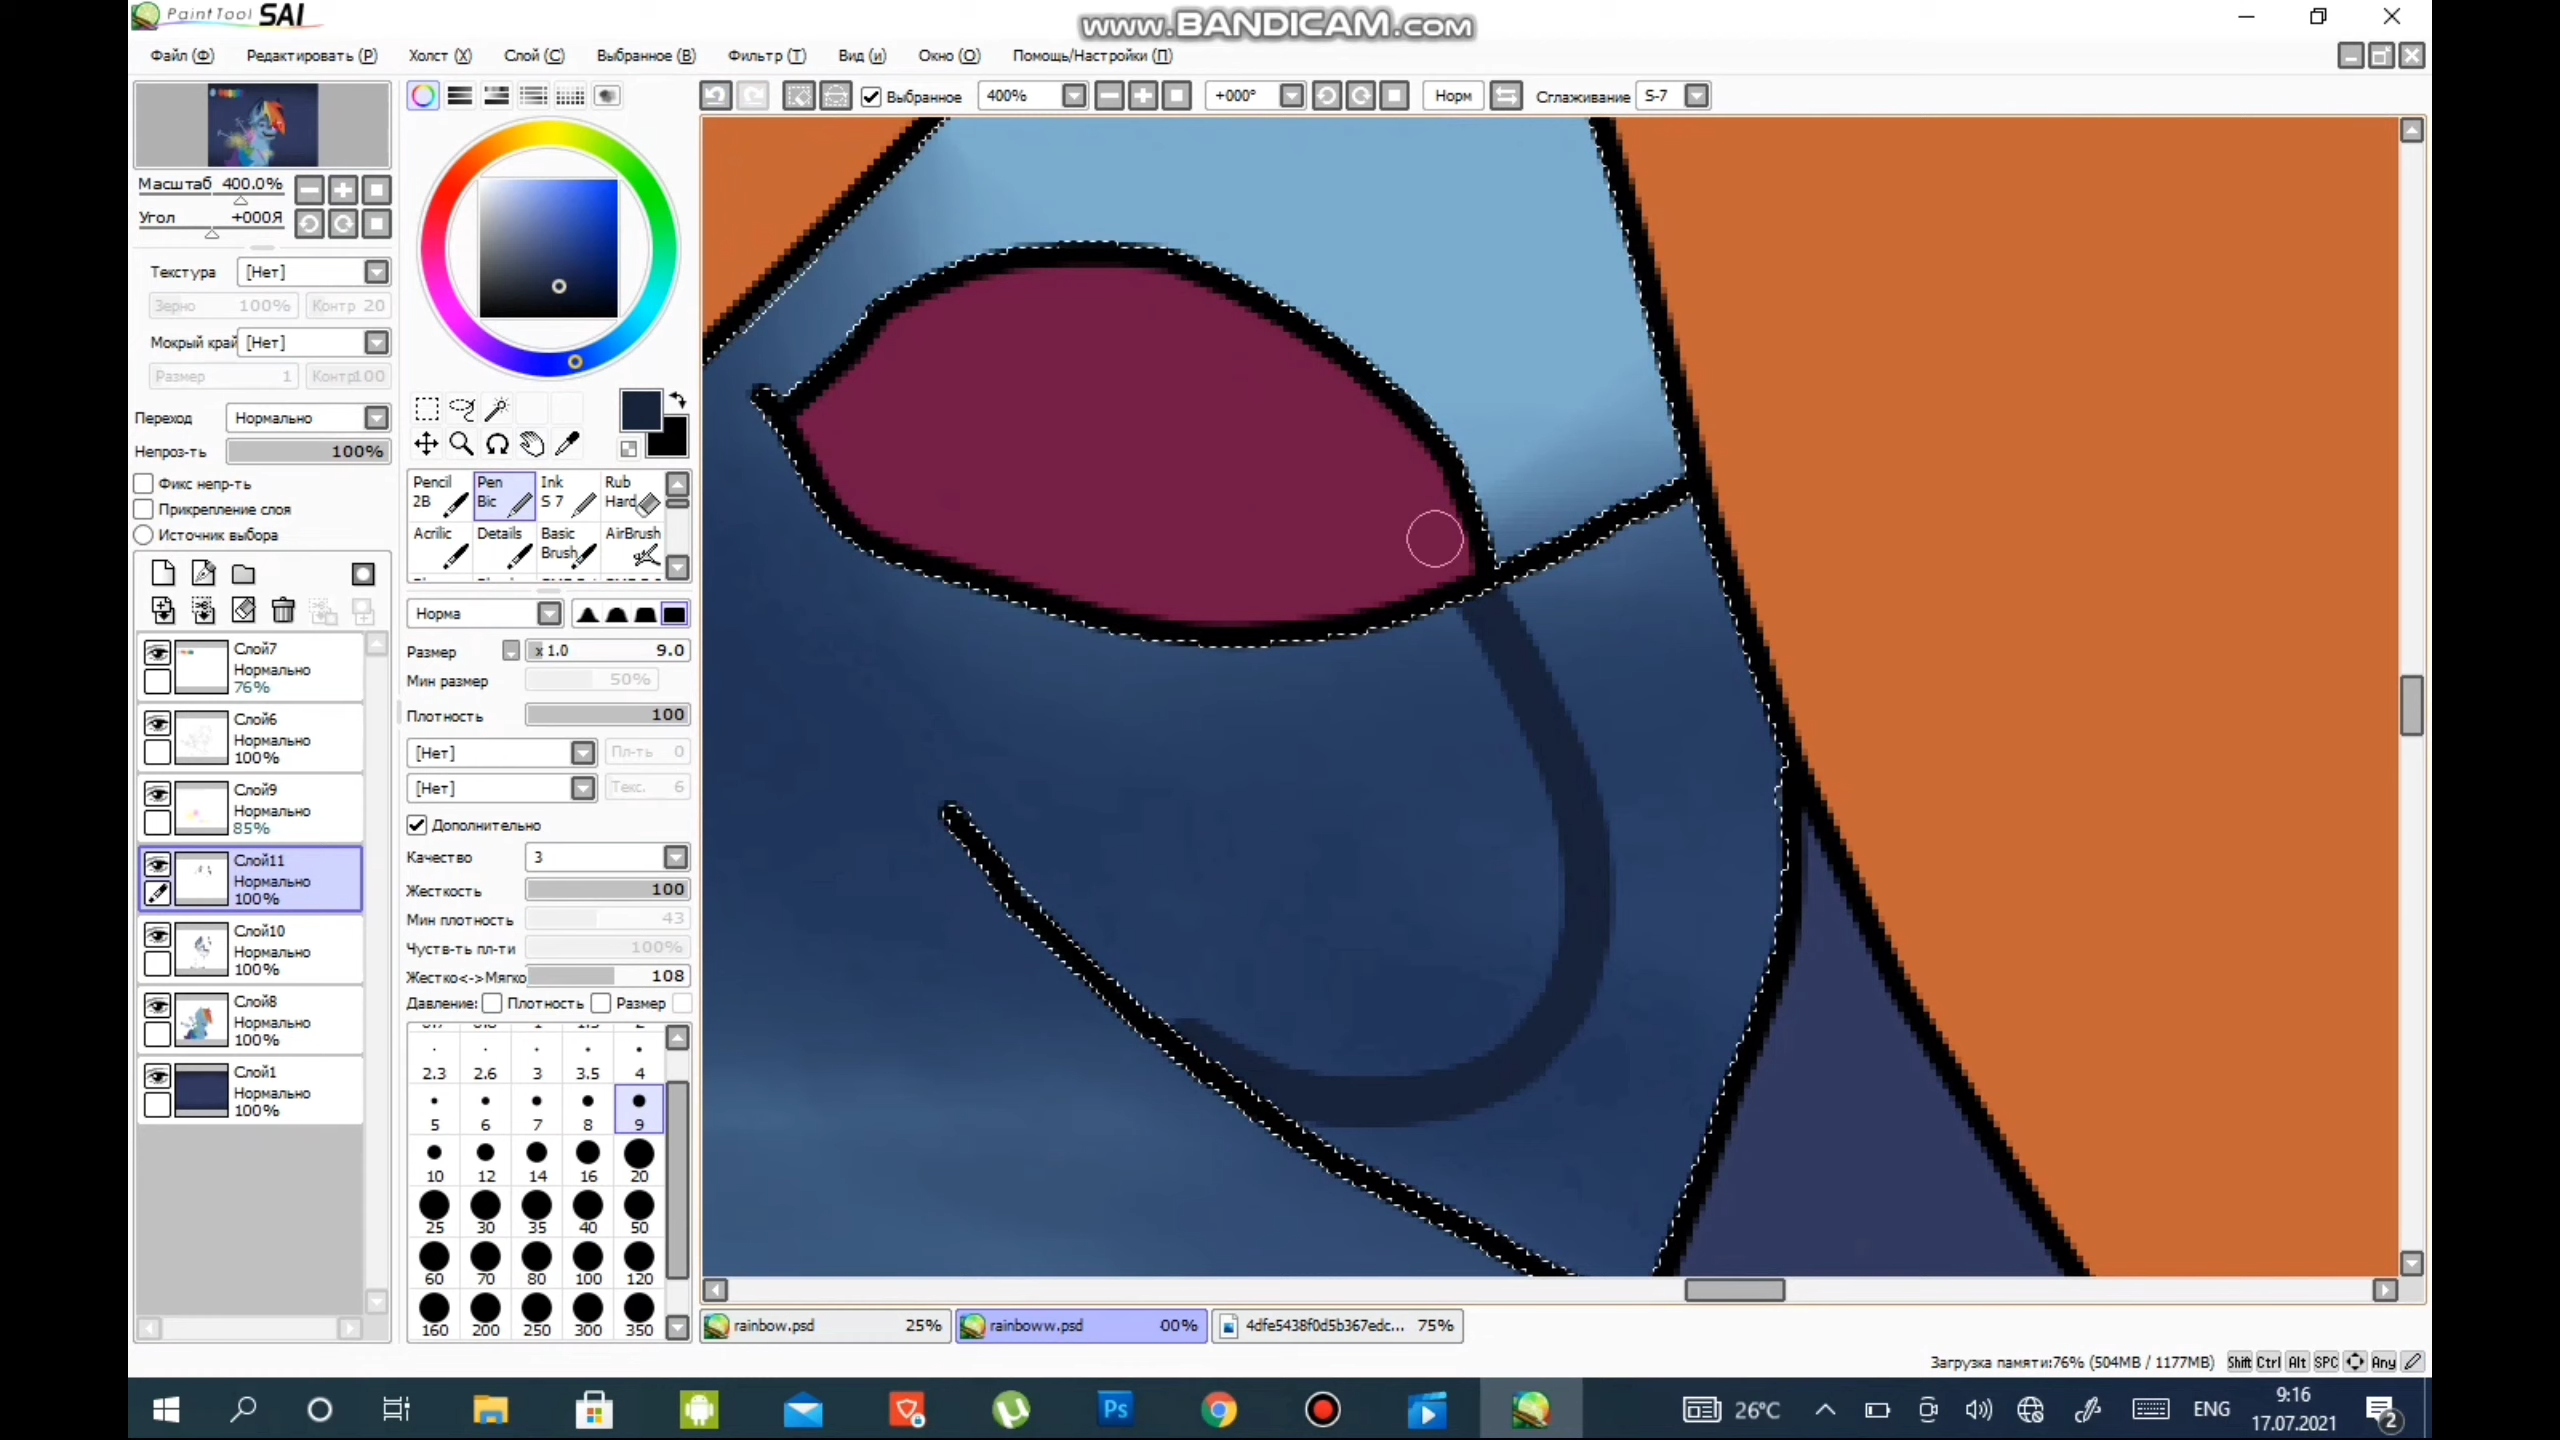 PaintTool SAI
www.BANDICAM.com
Файл (Ф) Редактировать (Р) Холст (Х) Слой (С) Выбранное (В) Фильтр (Т) Вид (и) Окно (О) Помощь/Настройки (П)
Выбранное 400% +000° Норм Сглаживание S-7
Масштаб 400.0%
Угол +000Я
Текстура [Нет]
Зерно 100% Контр 20
Мокрый край [Нет]
Размер 1 Контр 100
Переход Нормально
Непроз-ть 100%
Фикс непр-ть
Прикрепление слоя
Источник выбора
Слой7
Нормально
76%
Слой6
Нормально
100%
Слой9
Нормально
85%
Слой11
Нормально
100%
Слой10
Нормально
100%
Слой8
Нормально
100%
Слой1
Нормально
100%
Pencil Pen Ink Rub
2B Bic S 7 Hard
Acrilic Details Basic AirBrush
Brush
Норма
Размер x 1.0 9.0
Мин размер 50%
Плотность 100
[Нет] Пл-ть 0
[Нет] Текс. 6
Дополнительно
Качество 3
Жесткость 100
Мин плотность 43
Чуств-ть пл-ти 100%
Жестко<->Мягко 108
Давление: Плотность Размер
2.3 2.6 3 3.5 4
5 6 7 8 9
10 12 14 16 20
25 30 35 40 50
60 70 80 100 120
160 200 250 300 350
rainbow.psd 25% rainboww.psd 00% 4dfe5438f0d5b367edc... 75%
Загрузка памяти:76% (504MB / 1177MB) Shift Ctrl Alt SPC Any
Ps 26°C ENG 9:16
17.07.2021 2